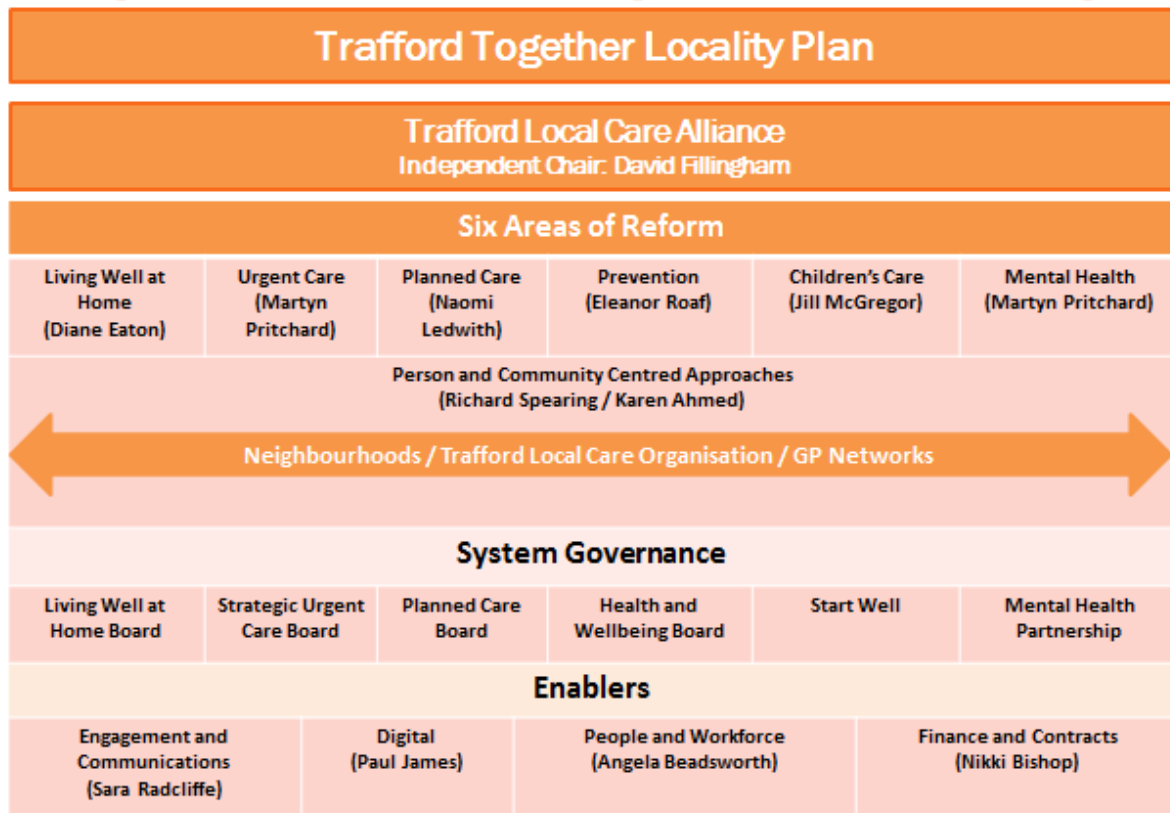 Trafford Together Locality Plan
Trafford Local Care Alliance
Independent Chair: David Fillingham
Six Areas of Reform
Living Well at
Home
(Diane Eaton)
Urgent Care
(Martyn
Pritchard)
Planned Care
(Naomi
Ledwith)
Prevention
(Eleanor Roaf)
Children's Care
(Jill McGregor)
Mental Health
(Martyn Pritchard)
Person and Community Centred Approaches
(Richard Spearing / Karen Ahmed)
Neighbourhoods / Trafford Local Care Organisation / GP Networks
System Governance
Living Well at
Home Board
Strategic Urgent
Care Board
Planned Care
Board
Health and
Wellbeing Board
Start Well
Mental Health
Partnership
Enablers
Engagement and
Communications
(Sara Radcliffe)
Digital
(Paul James)
People and Workforce
(Angela Beadsworth)
Finance and Contracts
(Nikki Bishop)